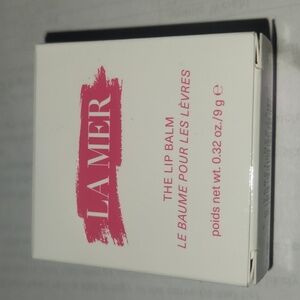 LA MER
THE LIP BALM
LE BAUME POUR LES LÈVRES
poids net wt. 0.32 oz./9 g ℮